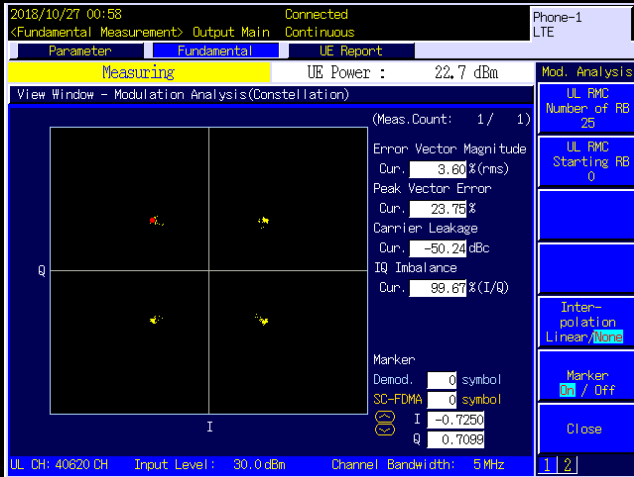 2018/10/27 00:58 Connected Phone-1
<Fundamental Measurement> Output Main Continuous LTE
Parameter Fundamental UE Report
Measuring UE Power : 22.7 dBm Mod. Analysis
View Window - Modulation Analysis(Constellation)
UL RMC
Number of RB
25
(Meas.Count: 1/ 1)
Error Vector Magnitude
Cur. 3.60 %(rms)
Peak Vector Error
Cur. 23.75 %
Carrier Leakage
Cur. -50.24 dBc
IQ Imbalance
Cur. 99.67 %(I/Q)
UL RMC
Starting RB
0
Q
I
Inter-
polation
Linear/None
Marker
Demod. 0 symbol
SC-FDMA 0 symbol
I -0.7250
Q 0.7099
Marker
On / Off
Close
UL CH: 40620 CH Input Level: 30.0 dBm Channel Bandwidth: 5 MHz
1 2